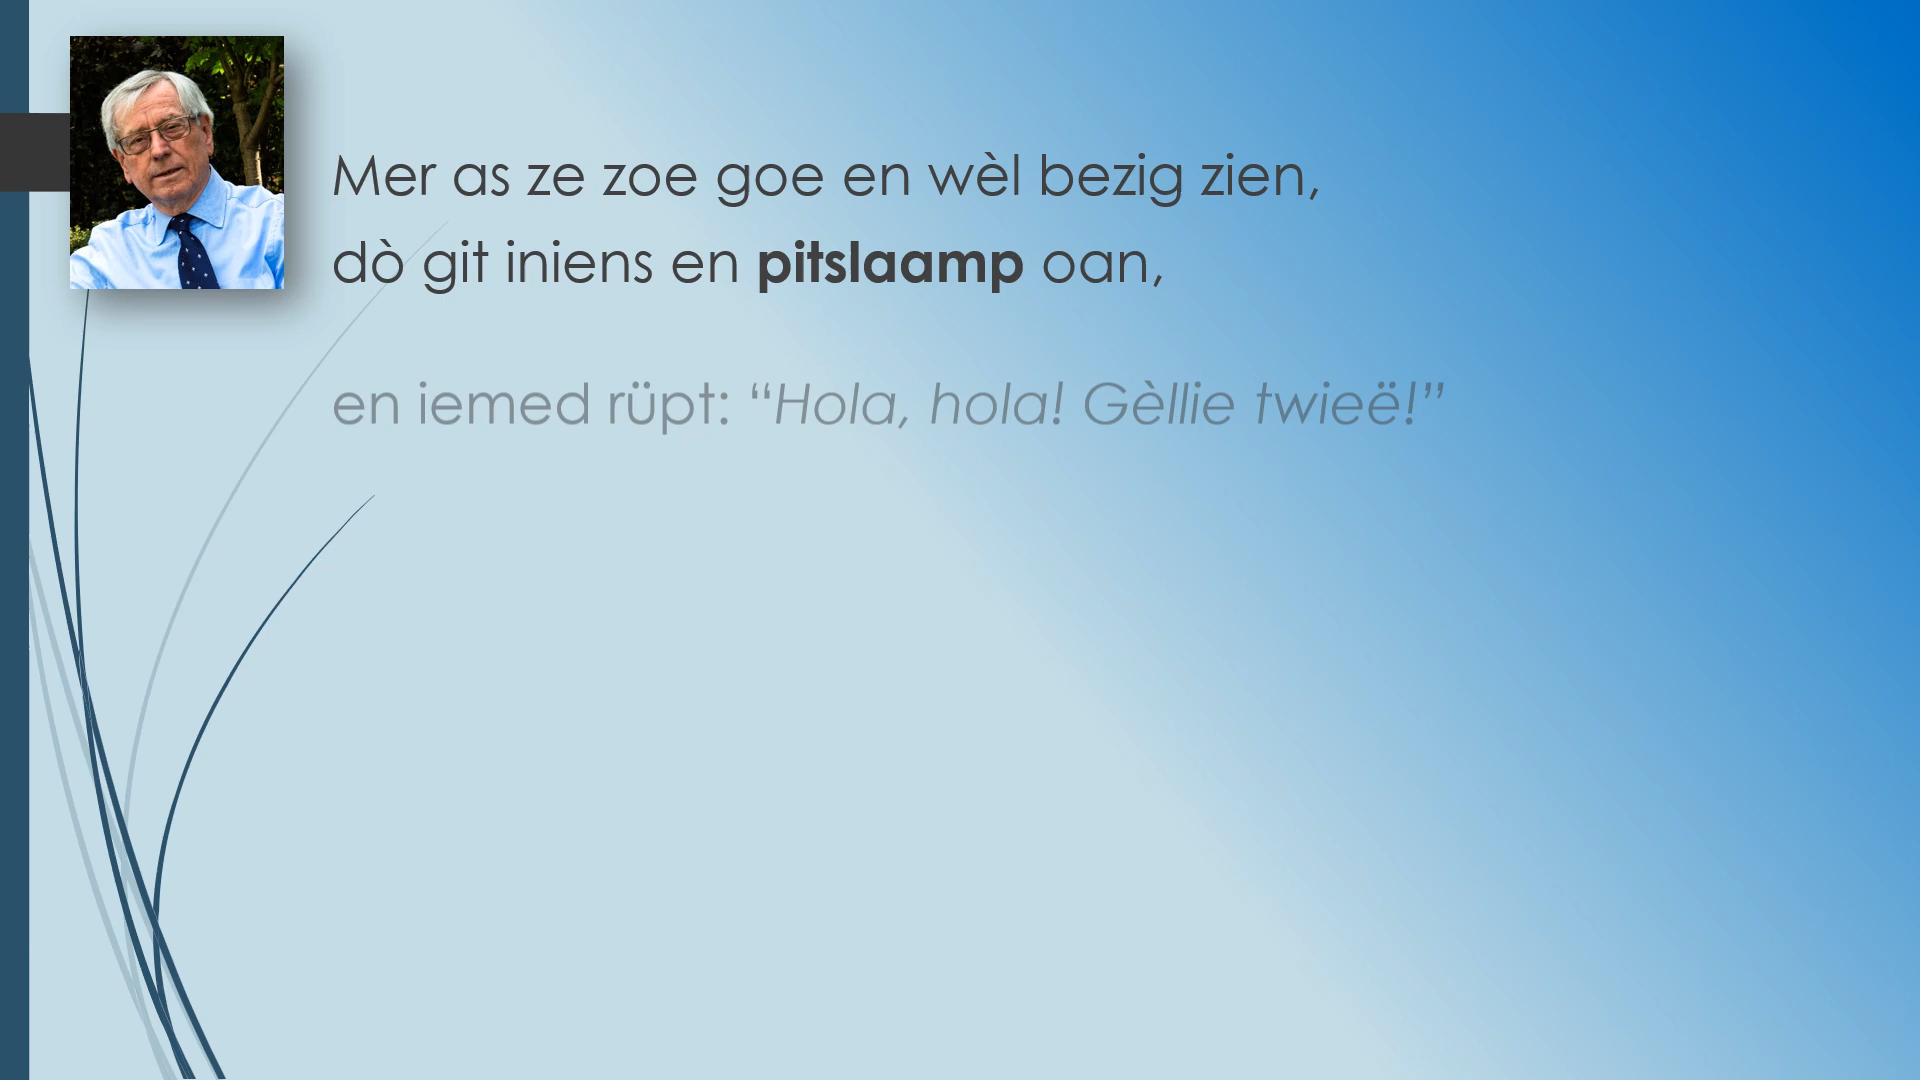 Mer as ze zoe goe en wèl bezig zien,
dò git iniens en pitslaamp oan,
en iemed rüpt: “Hola, hola! Gèllie twieë!”